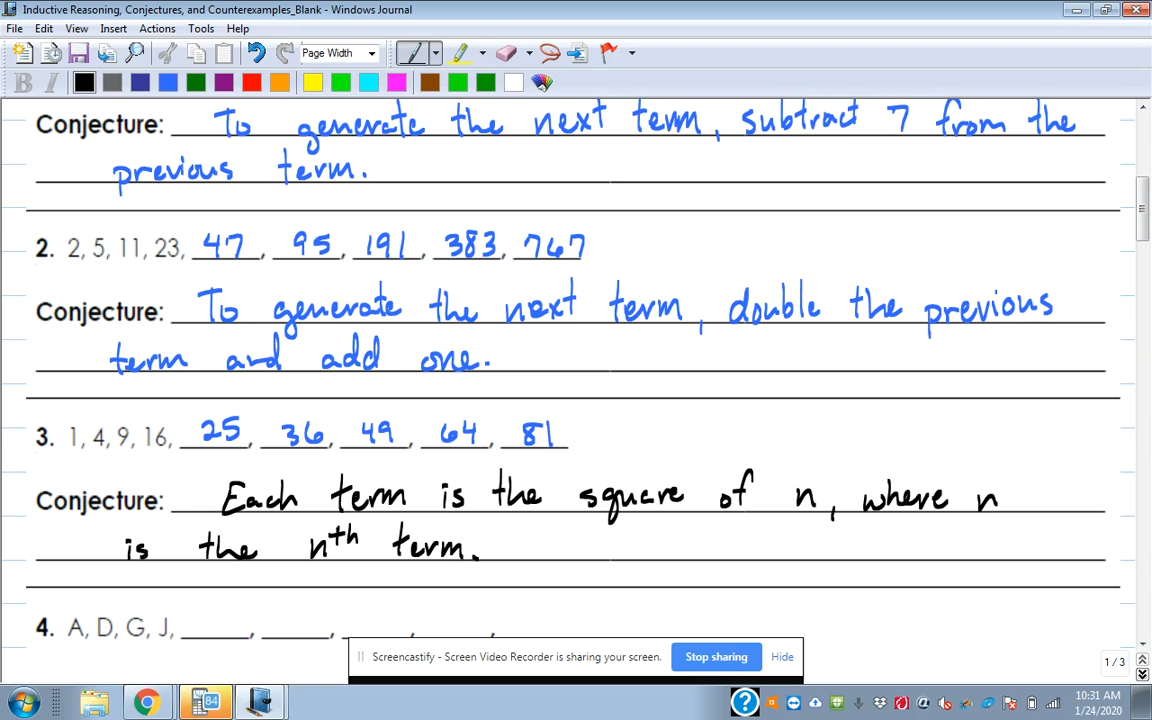 Inductive Reasoning, Conjectures, and Counterexamples_Blank - Windows Journal
File Edit View Insert Actions Tools Help
Page Width
B I
Conjecture: To generate the next term, subtract 7 from the
previous term.
2. 2, 5, 11, 23, 47, 95, 191, 383, 767
Conjecture: To generate the next term, double the previous
term and add one.
3. 1, 4, 9, 16, 25, 36, 49, 64, 81
Conjecture: Each term is the square of n, where n
is the nth term.
4. A, D, G, J,
Screencastify - Screen Video Recorder is sharing your screen. Stop sharing Hide
1 / 3
84
10:31 AM
1/24/2020